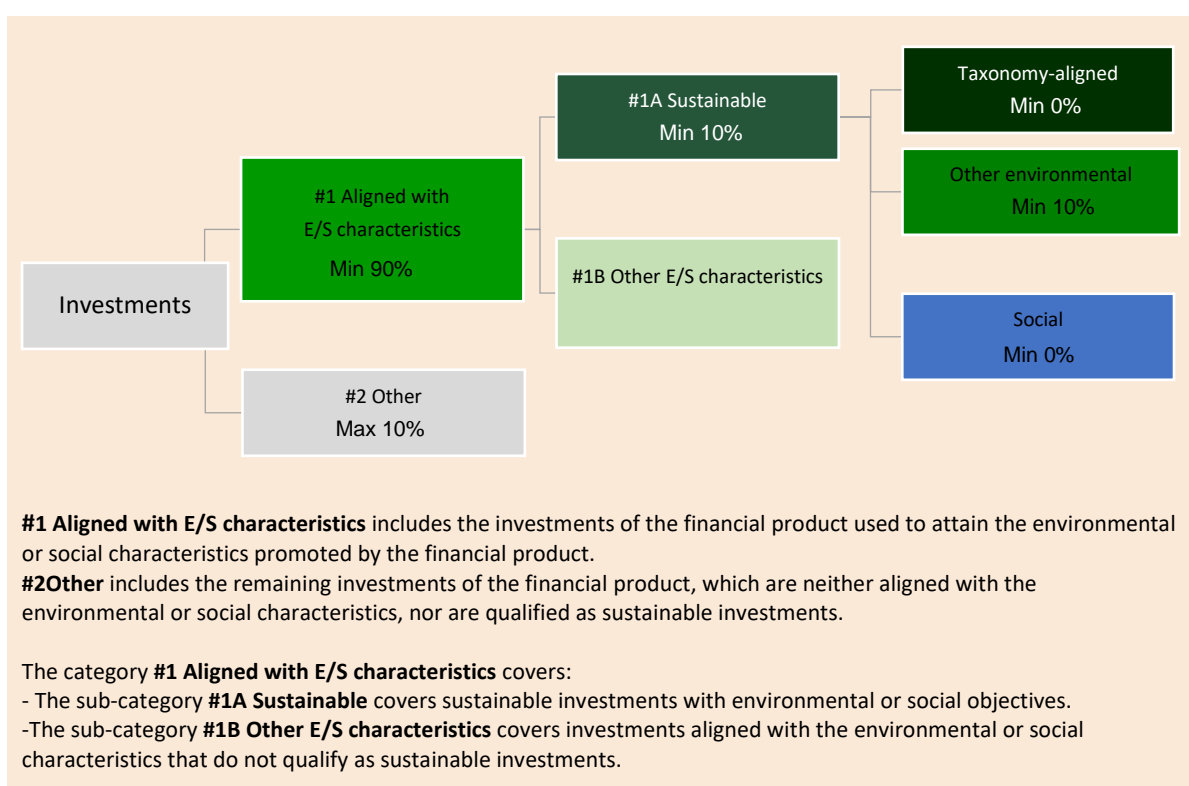 Investments
#1 Aligned with
E/S characteristics
Min 90%
#2 Other
Max 10%
#1A Sustainable
Min 10%
#1B Other E/S characteristics
Taxonomy-aligned
Min 0%
Other environmental
Min 10%
Social
Min 0%
#1 Aligned with E/S characteristics includes the investments of the financial product used to attain the environmental
or social characteristics promoted by the financial product.
#2Other includes the remaining investments of the financial product, which are neither aligned with the
environmental or social characteristics, nor are qualified as sustainable investments.
The category #1 Aligned with E/S characteristics covers:
- The sub-category #1A Sustainable covers sustainable investments with environmental or social objectives.
-The sub-category #1B Other E/S characteristics covers investments aligned with the environmental or social
characteristics that do not qualify as sustainable investments.